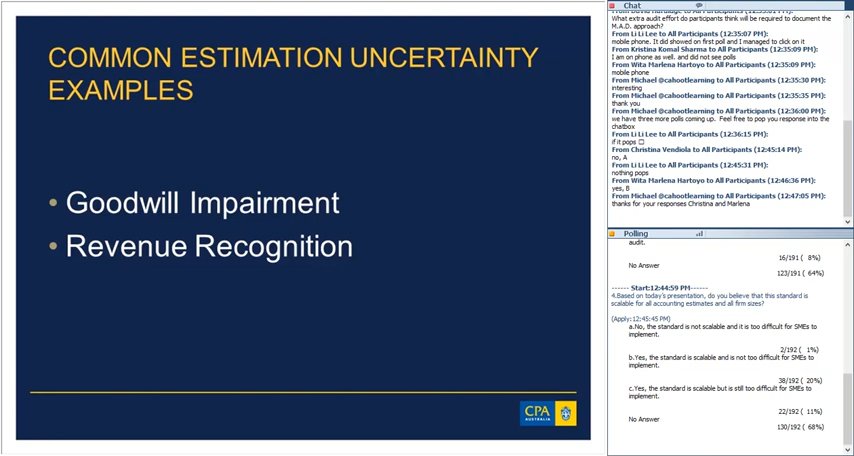 COMMON ESTIMATION UNCERTAINTY
EXAMPLES
• Goodwill Impairment
• Revenue Recognition
CPA
AUSTRALIA
Chat
What extra audit effort do participants think will be required to document the
M.A.D. approach?
From Li Li Lee to All Participants (12:35:07 PM):
mobile phone. It did showed on first poll and I managed to click on it
From Kristina Komal Sharma to All Participants (12:35:09 PM):
I am on phone as well. and did not see polls
From Wita Marlena Hartoyo to All Participants (12:35:09 PM):
mobile phone
From Michael @cahootlearning to All Participants (12:35:30 PM):
interesting
From Michael @cahootlearning to All Participants (12:35:35 PM):
thank you
From Michael @cahootlearning to All Participants (12:36:00 PM):
we have three more polls coming up.  Feel free to pop you response into the
chatbox
From Li Li Lee to All Participants (12:36:15 PM):
if it pops □
From Christina Vendiola to All Participants (12:45:14 PM):
no, A
From Li Li Lee to All Participants (12:45:31 PM):
nothing pops
From Wita Marlena Hartoyo to All Participants (12:46:36 PM):
yes, B
From Michael @cahootlearning to All Participants (12:47:05 PM):
thanks for your responses Christina and Marlena
Polling
audit.
16/191 (  8%)
No Answer
123/191 ( 64%)
------ Start:12:44:59 PM------
4.Based on today's presentation, do you believe that this standard is
scalable for all accounting estimates and all firm sizes?
(Apply:12:45:45 PM)
a.No, the standard is not scalable and it is too difficult for SMEs to
implement.
2/192 (  1%)
b.Yes, the standard is scalable and is not too difficult for SMEs to
implement.
38/192 ( 20%)
c.Yes, the standard is scalable but is still too difficult for SMEs to
implement.
22/192 ( 11%)
No Answer
130/192 ( 68%)